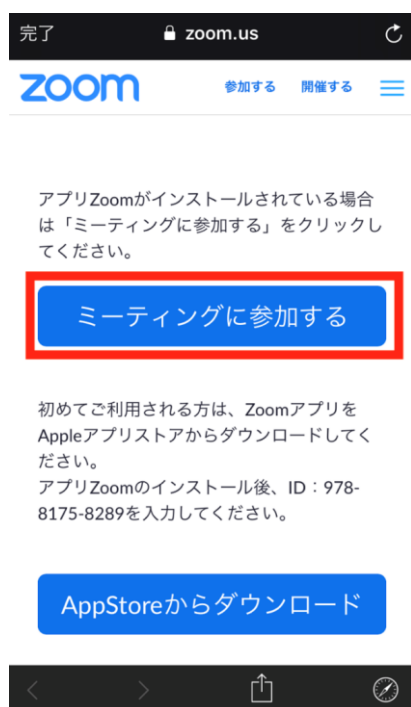 完了 zoom.us
zoom 参加する 開催する
アプリZoomがインストールされている場合
は「ミーティングに参加する」をクリックし
てください。
ミーティングに参加する
初めてご利用される方は、Zoomアプリを
Appleアプリストアからダウンロードしてく
ださい。
アプリZoomのインストール後、ID：978-
8175-8289を入力してください。
AppStoreからダウンロード